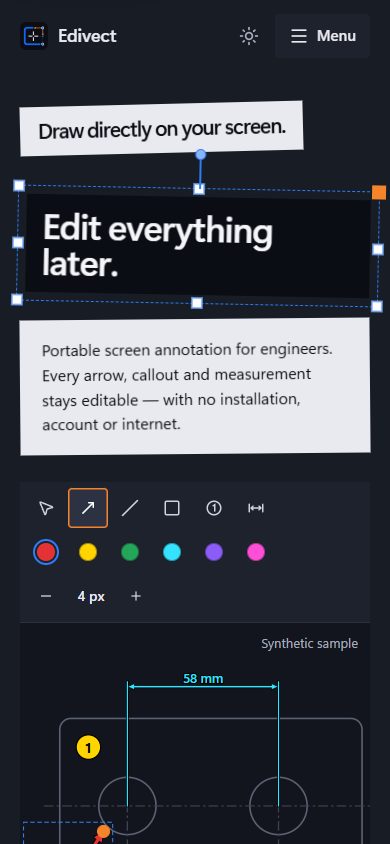 Edivect
Menu
Draw directly on your screen.
Edit everything
later.
Portable screen annotation for engineers.
Every arrow, callout and measurement
stays editable — with no installation,
account or internet.
1
4 px
Synthetic sample
58 mm
1